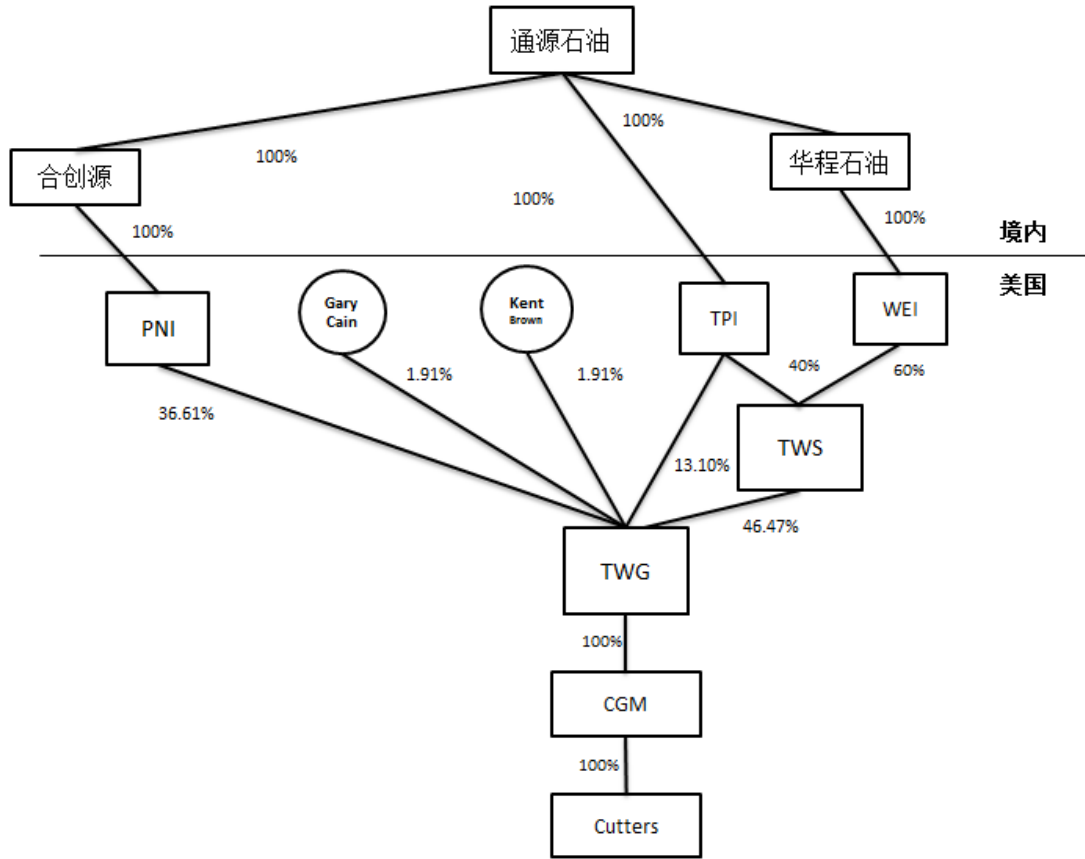 通源石油
100%
100%
合创源
华程石油
100%
100%
100%
境内
美国
PNI
Gary
Cain
Kent
Brown
TPI
WEI
40%
60%
1.91%
1.91%
36.61%
TWS
13.10%
46.47%
TWG
100%
CGM
100%
Cutters